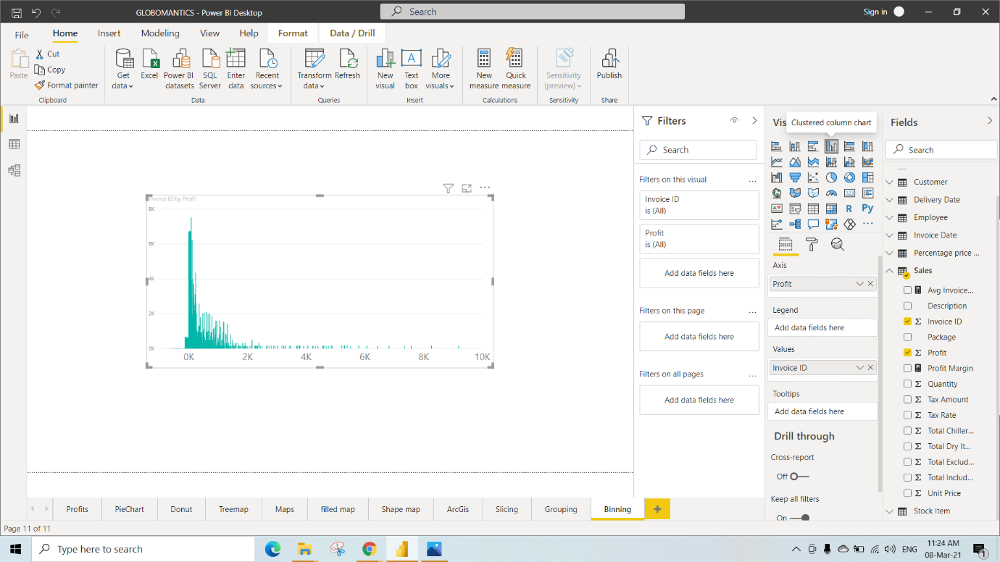 GLOBOMANTICS - Power BI Desktop
Search
Sign in
File
Home
Insert
Modeling
View
Help
Format
Data / Drill
Paste
Cut
Copy
Format painter
Clipboard
Get data
Excel
Power BI datasets
SQL Server
Enter data
Recent sources
Data
Transform data
Refresh
Queries
New visual
Text box
More visuals
Insert
New measure
Quick measure
Calculations
Sensitivity (preview)
Sensitivity
Publish
Share
Invoice ID by Profit
8K
6K
4K
2K
0K
0K
2K
4K
6K
8K
10K
Filters
Search
Filters on this visual
...
Invoice ID
is (All)
Profit
is (All)
Add data fields here
Filters on this page
...
Add data fields here
Filters on all pages
...
Add data fields here
Vis
Clustered column chart
123
R
Py
...
Axis
Profit
Legend
Add data fields here
Values
Invoice ID
Tooltips
Add data fields here
Drill through
Cross-report
Off
Keep all filters
On
Fields
Search
Customer
Delivery Date
Employee
Invoice Date
Percentage price ...
Sales
Avg Invoice...
Description
Invoice ID
Package
Profit
Profit Margin
Quantity
Tax Amount
Tax Rate
Total Chiller...
Total Dry It...
Total Exclud...
Total Includ...
Unit Price
Stock Item
Profits
PieChart
Donut
Treemap
Maps
filled map
Shape map
ArcGis
Slicing
Grouping
Binning
+
Page 11 of 11
Type here to search
ENG
11:24 AM
08-Mar-21
1